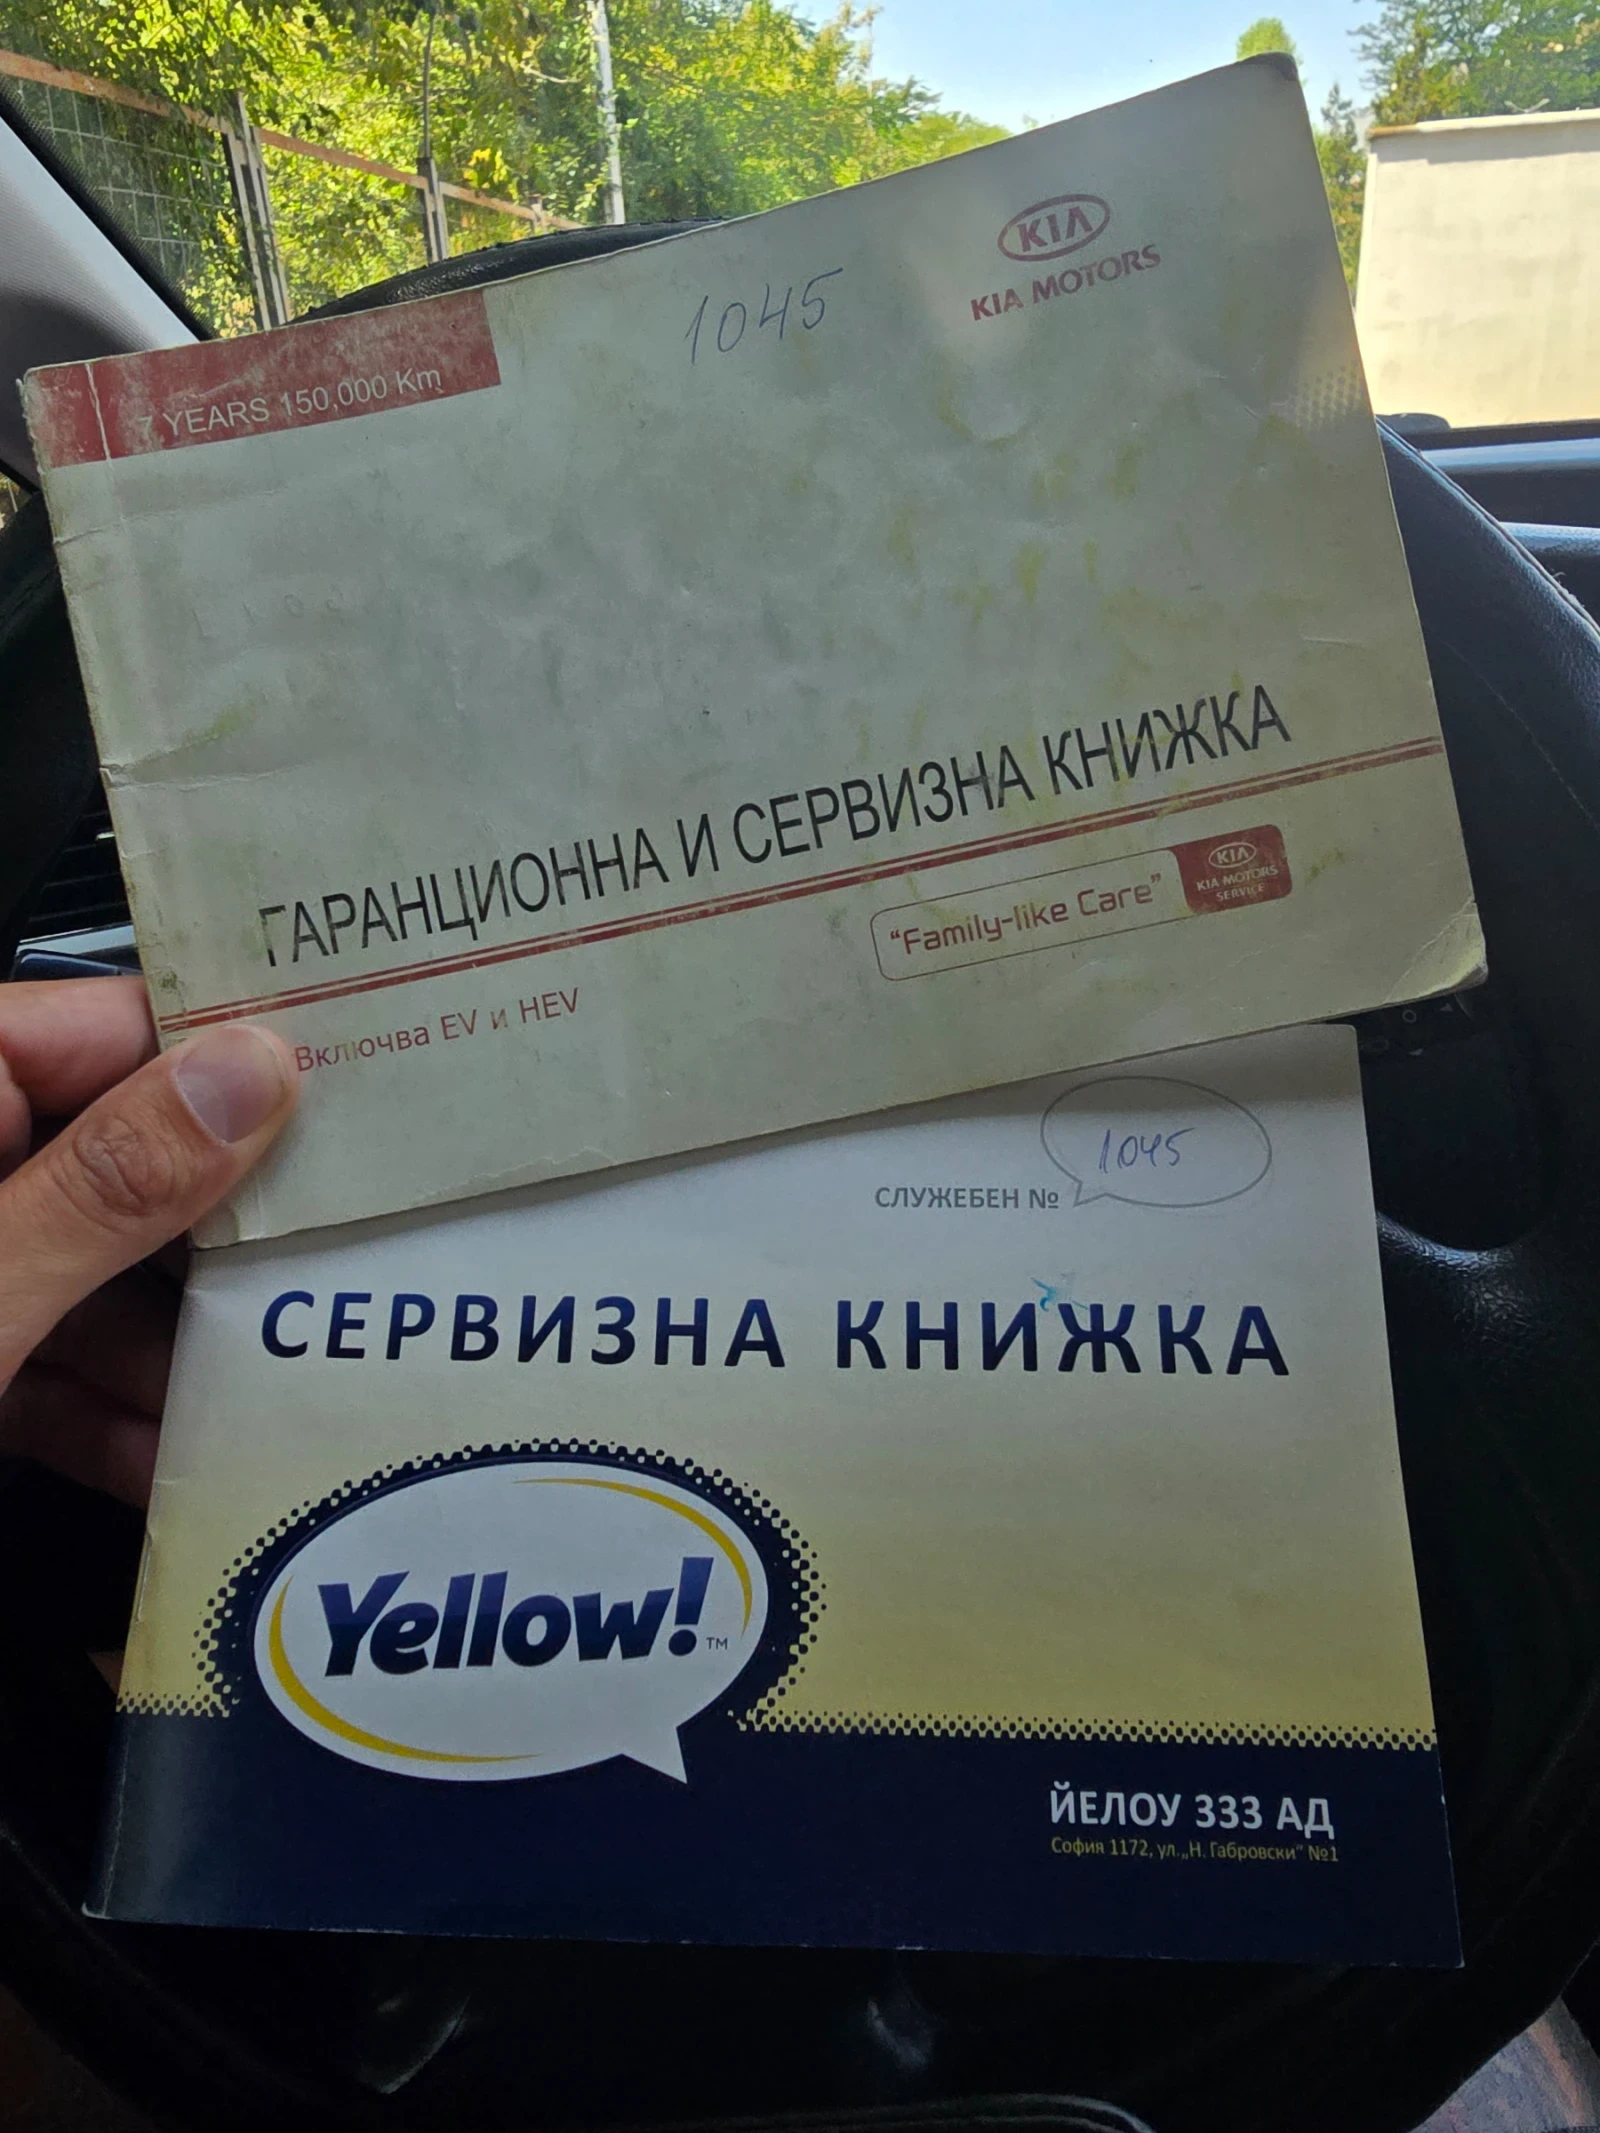 KIA
KIA MOTORS
1045
7 YEARS 150,000 Km
ГАРАНЦИОННА И СЕРВИЗНА КНИЖКА
"Family-like Care"
KIA
KIA MOTORS
SERVICE
Включва EV и HEV
1045
СЛУЖЕБЕН №
СЕРВИЗНА КНИЖКА
Yellow!™
ЙЕЛОУ 333 АД
София 1172, ул. „Н. Габровски" №1